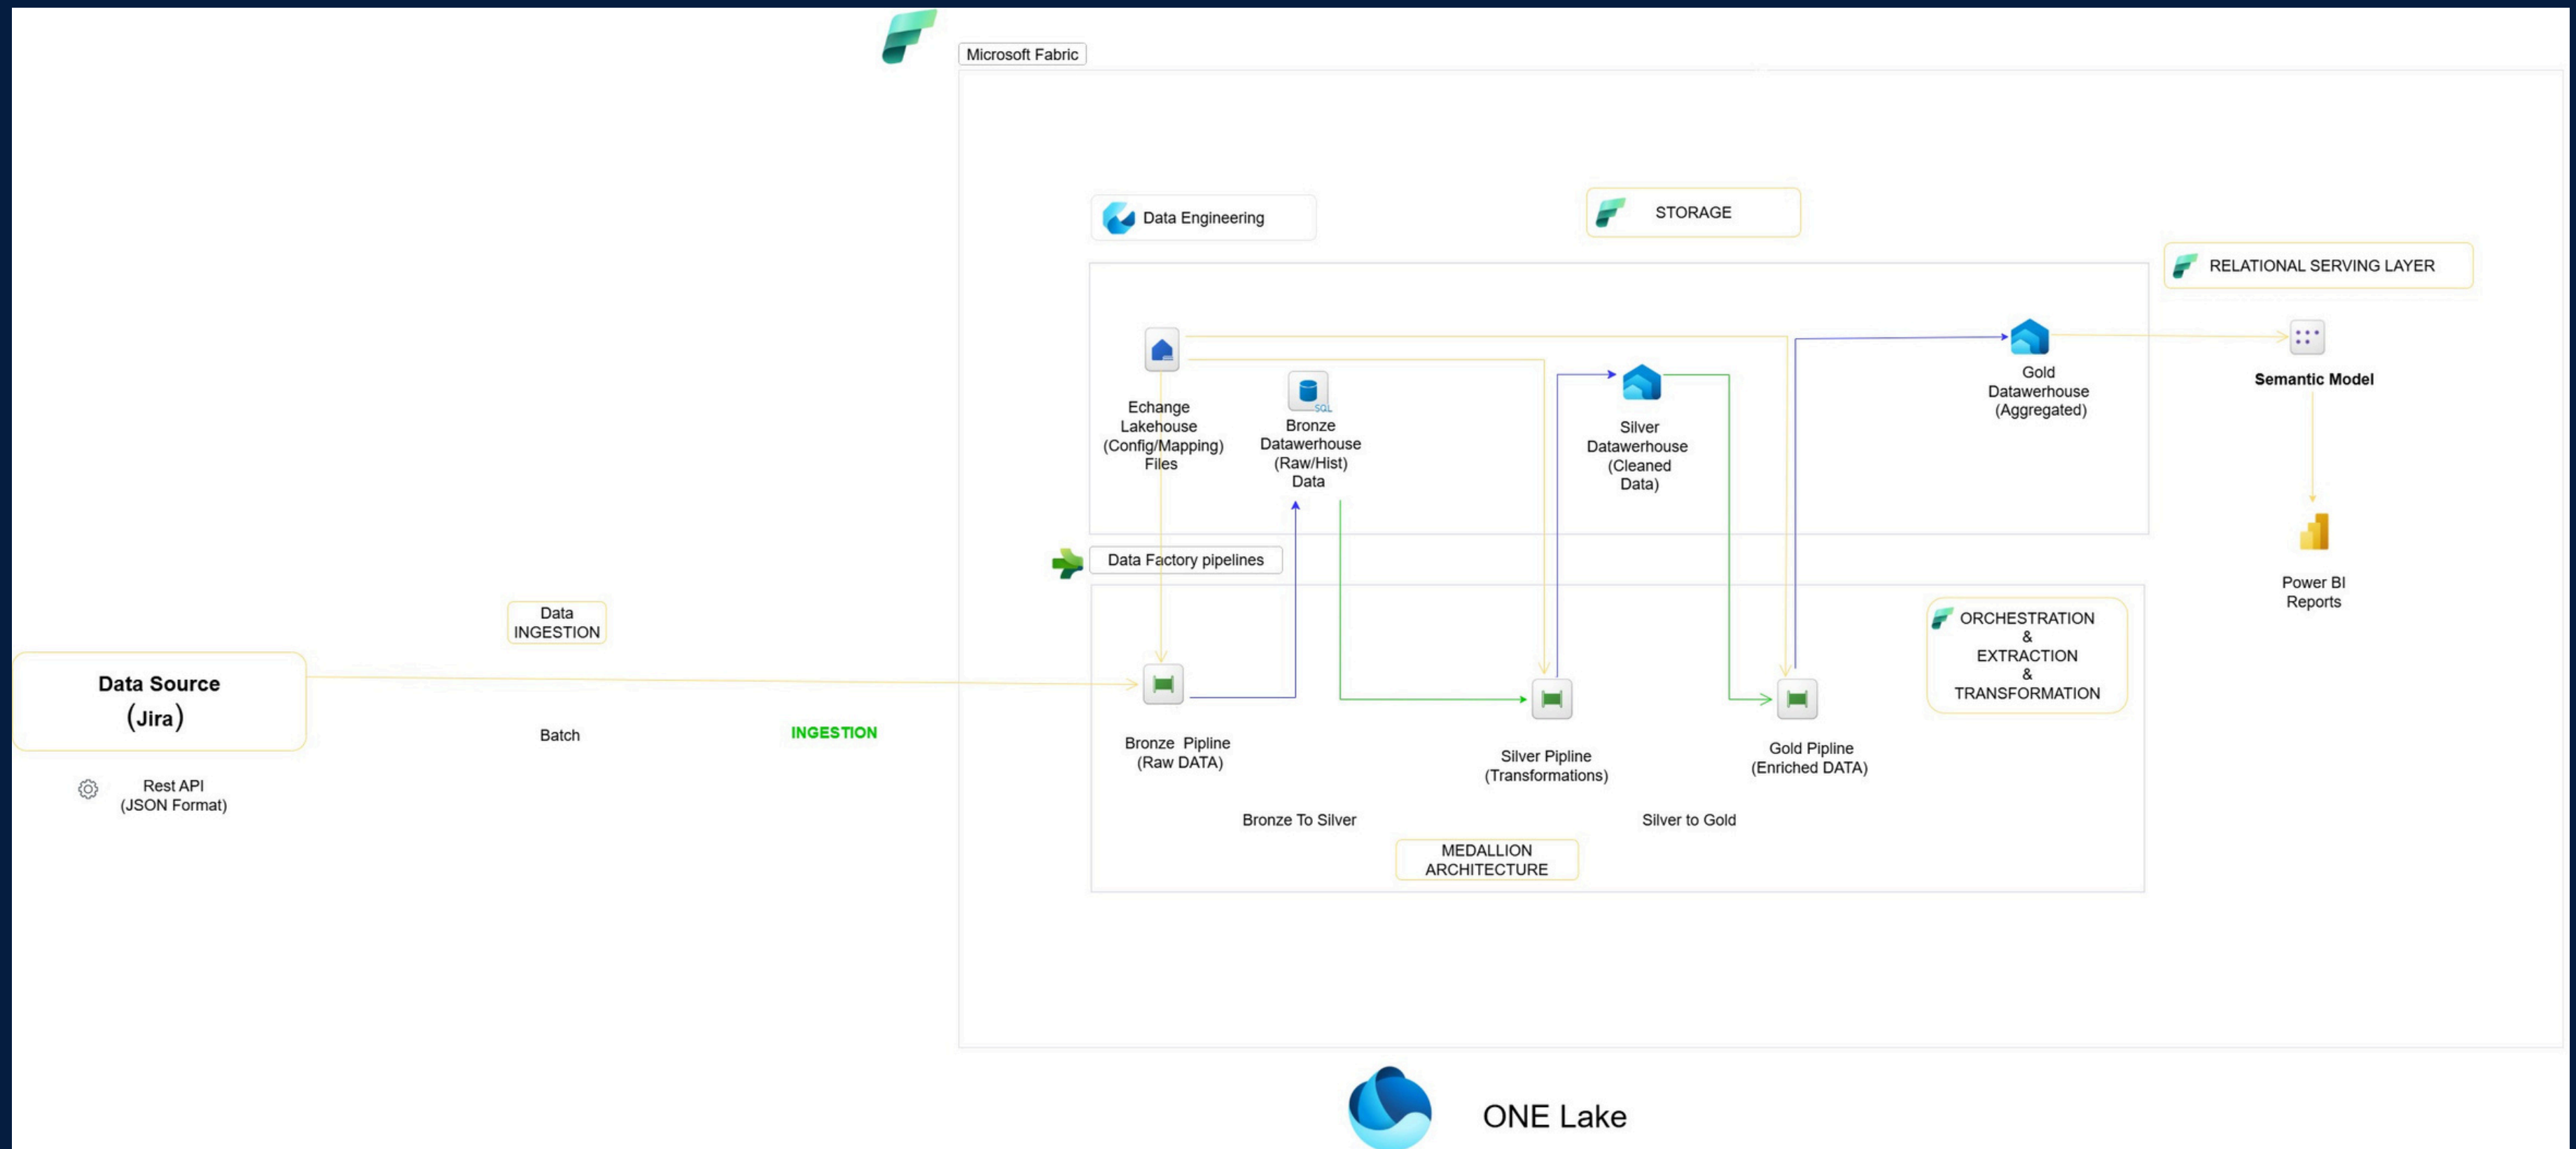 Microsoft Fabric
Data Engineering
STORAGE
RELATIONAL SERVING LAYER
Echange
Lakehouse
(Config/Mapping)
Files
SQL
Bronze
Datawerhouse
(Raw/Hist)
Data
Silver
Datawerhouse
(Cleaned
Data)
Gold
Datawerhouse
(Aggregated)
Semantic Model
Power BI
Reports
Data Factory pipelines
Data
INGESTION
Data Source
(Jira)
Rest API
(JSON Format)
Batch
INGESTION
Bronze Pipline
(Raw DATA)
Silver Pipline
(Transformations)
Gold Pipline
(Enriched DATA)
ORCHESTRATION
&
EXTRACTION
&
TRANSFORMATION
Bronze To Silver
Silver to Gold
MEDALLION
ARCHITECTURE
ONE Lake